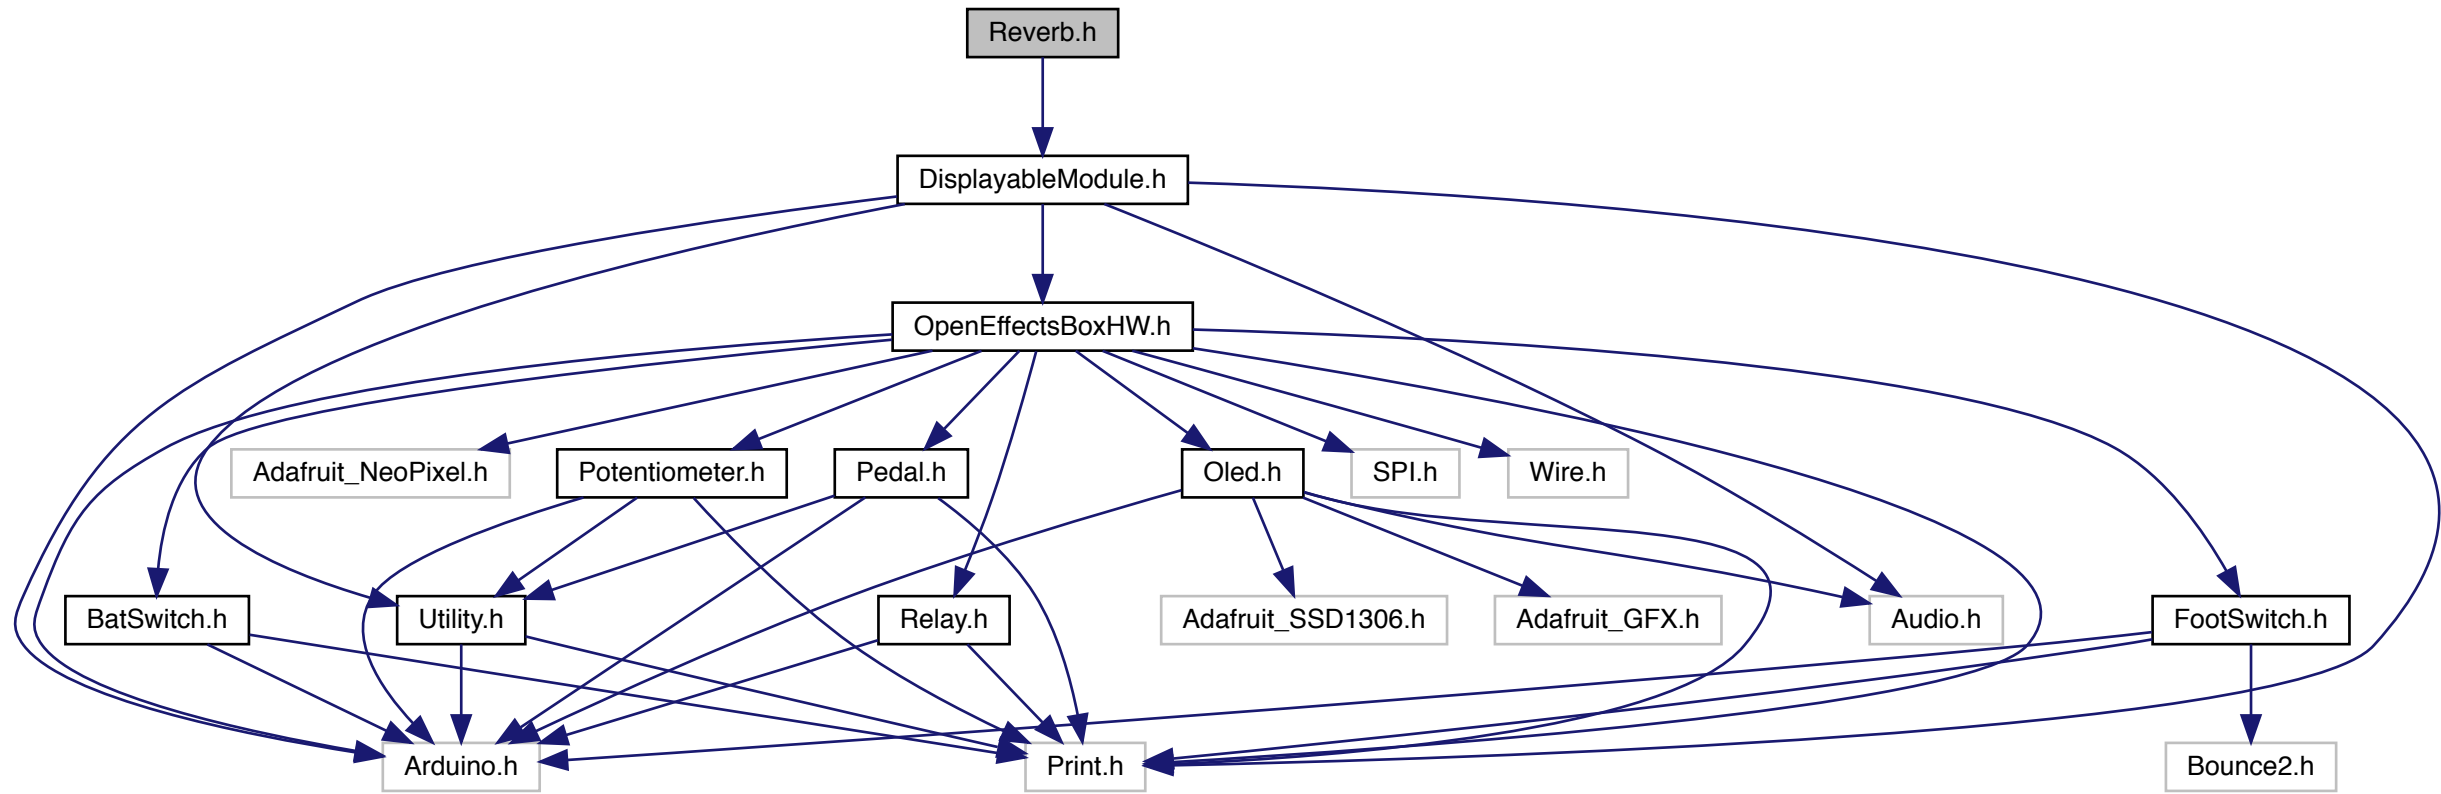 Reverb.h
DisplayableModule.h
OpenEffectsBoxHW.h
Adafruit_NeoPixel.h
Potentiometer.h
Pedal.h
Oled.h
SPI.h
Wire.h
BatSwitch.h
Utility.h
Relay.h
Adafruit_SSD1306.h
Adafruit_GFX.h
Audio.h
FootSwitch.h
Arduino.h
Print.h
Bounce2.h